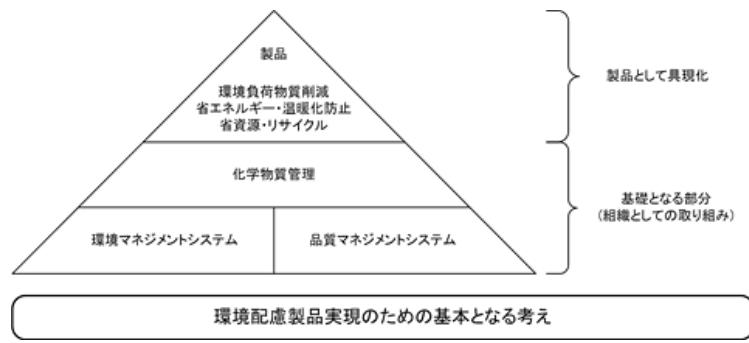 製品
環境負荷物質削減
省エネルギー・温暖化防止
省資源・リサイクル
製品として具現化
化学物質管理
環境マネジメントシステム
品質マネジメントシステム
基礎となる部分
（組織としての取り組み）
環境配慮製品実現のための基本となる考え